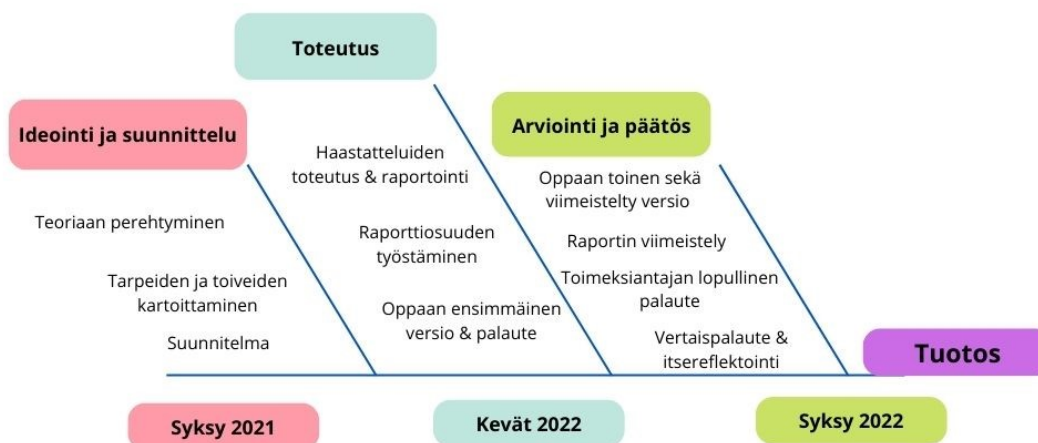 Toteutus
Ideointi ja suunnittelu
Arviointi ja päätös
Teoriaan perehtyminen
Tarpeiden ja toiveiden
kartoittaminen
Suunnitelma
Haastatteluiden
toteutus & raportointi
Raporttiosuuden
työstäminen
Oppaan ensimmäinen
versio & palaute
Oppaan toinen sekä
viimeistelty versio
Raportin viimeistely
Toimeksiantajan lopullinen
palaute
Vertaispalaute &
itsereflektointi
Tuotos
Syksy 2021
Kevät 2022
Syksy 2022